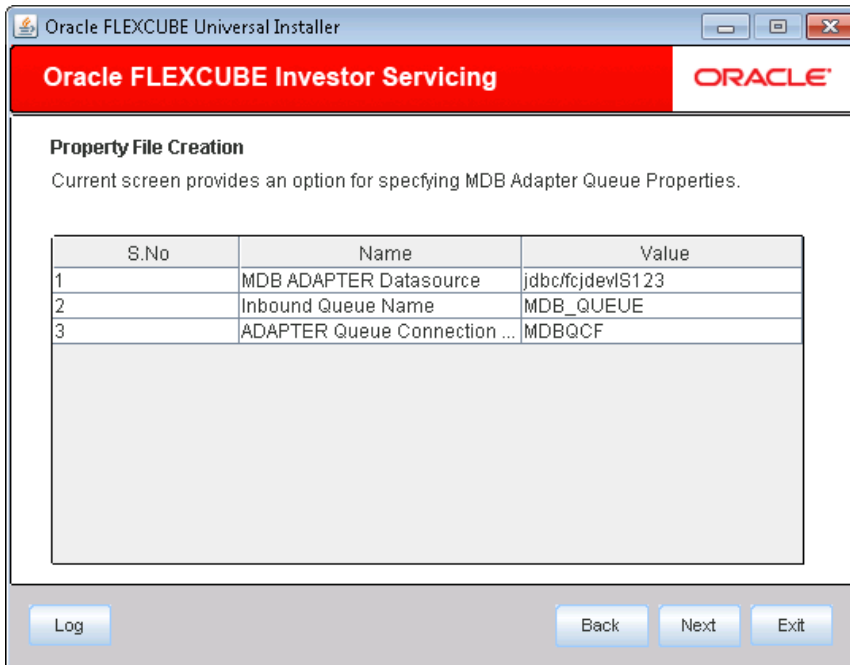 Oracle FLEXCUBE Universal Installer
Oracle FLEXCUBE Investor Servicing
ORACLE
Property File Creation
Current screen provides an option for specfying MDB Adapter Queue Properties.
S.No Name Value
1 MDB ADAPTER Datasource jdbc/fcjdevIS123
2 Inbound Queue Name MDB_QUEUE
3 ADAPTER Queue Connection ... MDBQCF
Log Back Next Exit